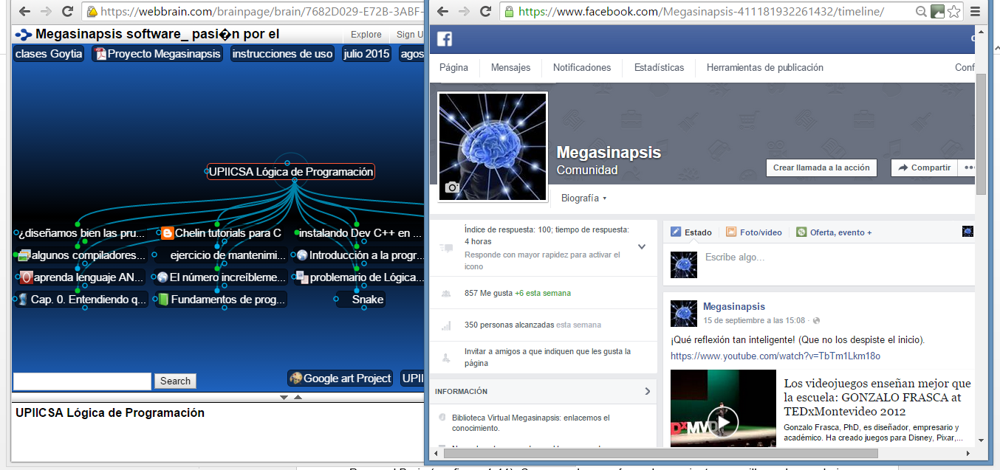 https://webbrain.com/brainpage/brain/7682D029-E72B-3ABF-
Megasinapsis software_ pasi�n por el
Explore
Sign U
clases Goytia
Proyecto Megasinapsis
instrucciones de uso
julio 2015
agos
UPIICSA Lógica de Programación
¿diseñamos bien las pru...
Chelin tutorials para C
instalando Dev C++ en ...
algunos compiladores...
ejercicio de mantenimi...
Introducción a la progr...
aprenda lenguaje AN...
El número increíbleme...
problemario de Lógica...
Cap. 0. Entendiendo q...
Fundamentos de prog...
Snake
Search
Google art Project
UPII
UPIICSA Lógica de Programación
https://www.facebook.com/Megasinapsis-411181932261432/timeline/
Página
Mensajes
Notificaciones
Estadísticas
Herramientas de publicación
Conf
Megasinapsis
Comunidad
Crear llamada a la acción
Compartir
Biografía
Índice de respuesta: 100; tiempo de respuesta:
4 horas
Responde con mayor rapidez para activar el
icono
857 Me gusta +6 esta semana
350 personas alcanzadas esta semana
Invitar a amigos a que indiquen que les gusta la
página
INFORMACIÓN
Biblioteca Virtual Megasinapsis: enlacemos el
conocimiento.
Estado
Foto/video
Oferta, evento +
Escribe algo...
Megasinapsis
15 de septiembre a las 15:08 ·
¡Qué reflexión tan inteligente! (Que no los despiste el inicio).
https://www.youtube.com/watch?v=TbTm1Lkm18o
Los videojuegos enseñan mejor que
la escuela: GONZALO FRASCA at
TEDxMontevideo 2012
Gonzalo Frasca, PhD, es diseñador, empresario y
académico. Ha creado juegos para Disney, Pixar,...